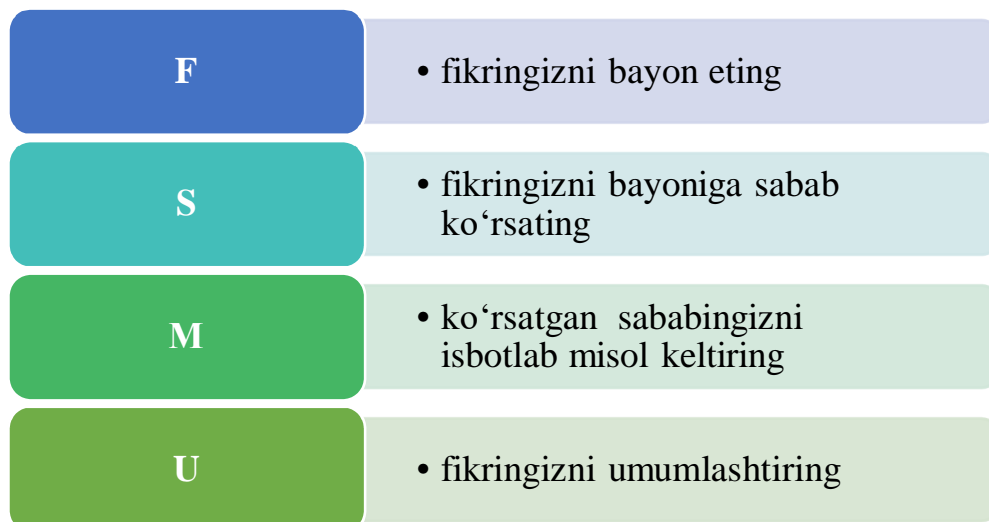 F
• fikringizni bayon eting
S
• fikringizni bayoniga sabab
ko‘rsating
M
• ko‘rsatgan sababingizni
isbotlab misol keltiring
U
• fikringizni umumlashtiring